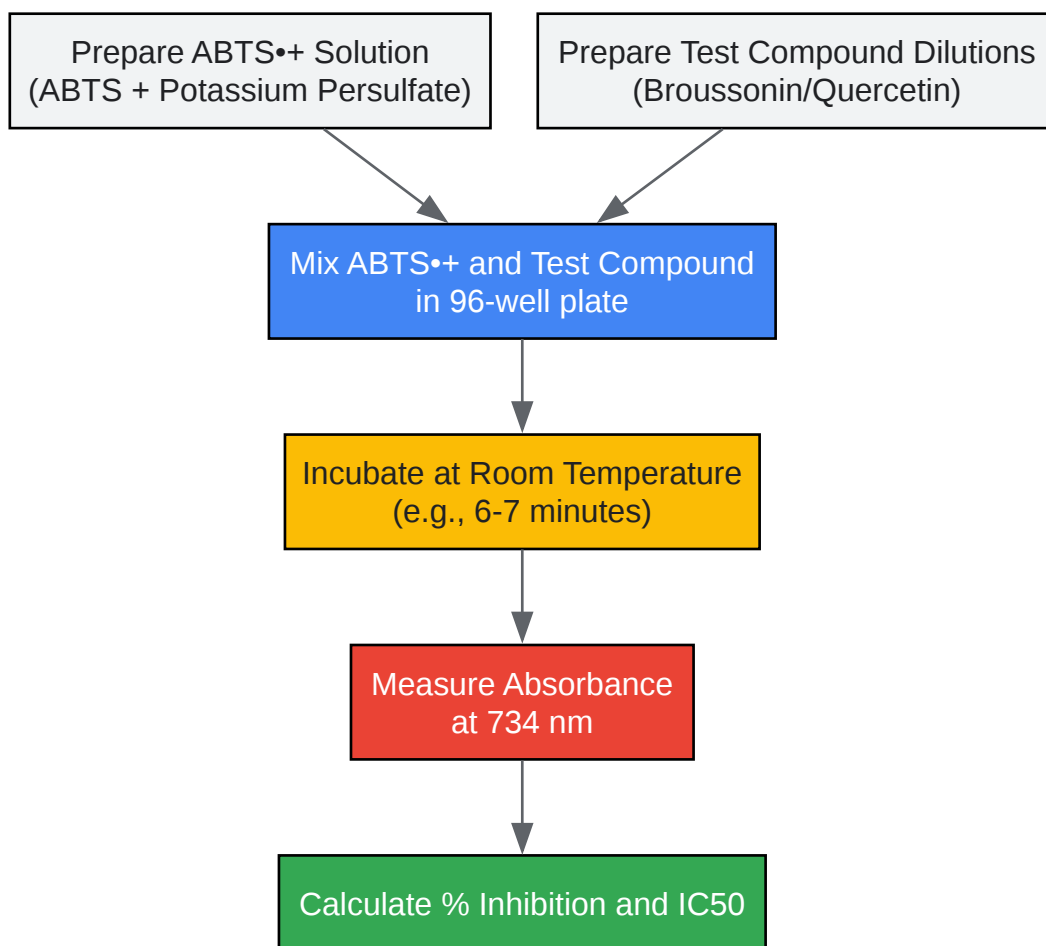 Prepare ABTS•+ Solution
(ABTS + Potassium Persulfate)
Prepare Test Compound Dilutions
(Broussonin/Quercetin)
Mix ABTS•+ and Test Compound
in 96-well plate
Incubate at Room Temperature
(e.g., 6-7 minutes)
Measure Absorbance
at 734 nm
Calculate % Inhibition and IC50